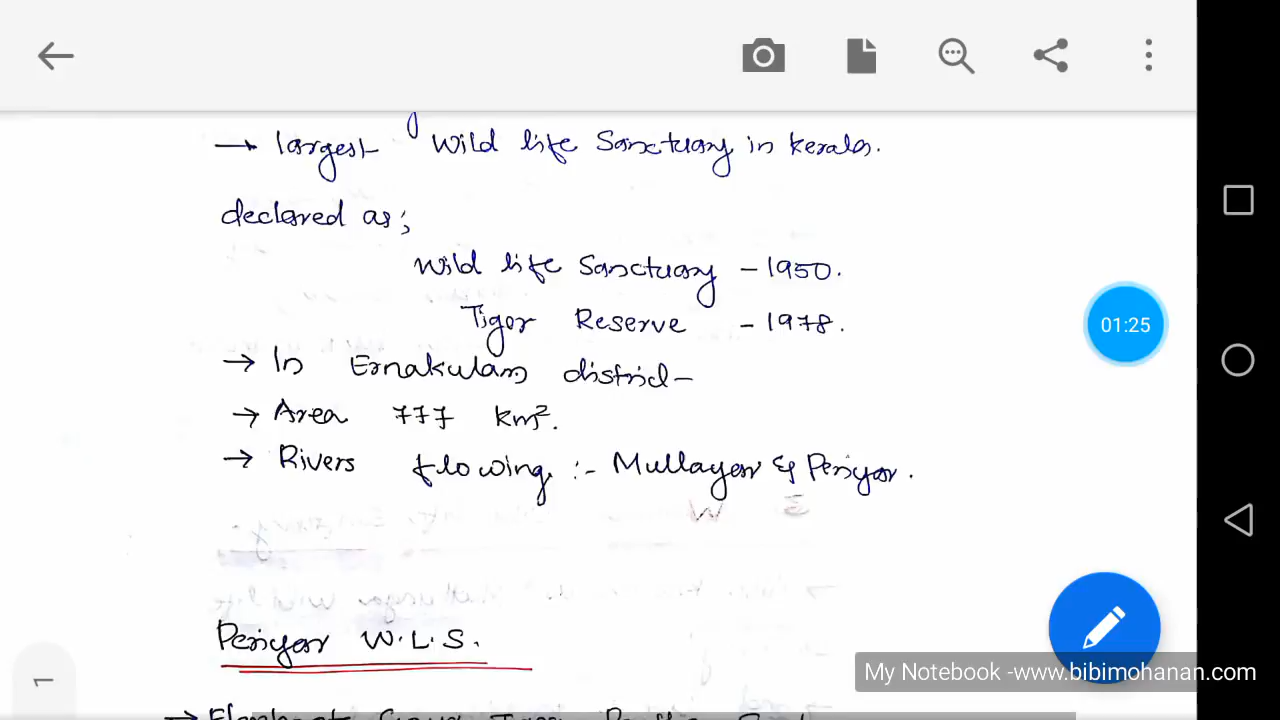 → largest Wild life Sanctuary in Kerala.
declared as;
Wild life Sanctuary - 1950.
Tiger Reserve - 1978.
→ In Ernakulam district
→ Area 777 km².
→ Rivers flowing :- Mullayar & Periyar.
01:25
Periyar W.L.S.
My Notebook -www.bibimohanan.com
1